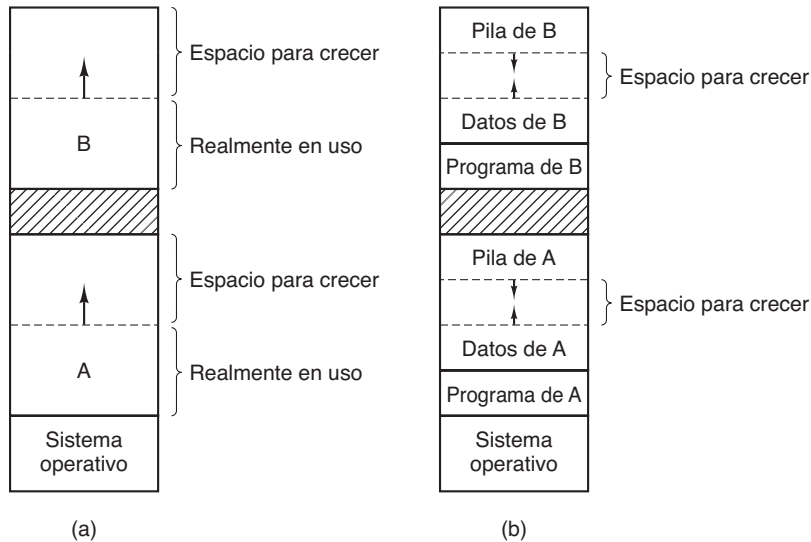 Espacio para crecer
B
Realmente en uso
Espacio para crecer
A
Realmente en uso
Sistema
operativo
(a)
Pila de B
Espacio para crecer
Datos de B
Programa de B
Pila de A
Espacio para crecer
Datos de A
Programa de A
Sistema
operativo
(b)